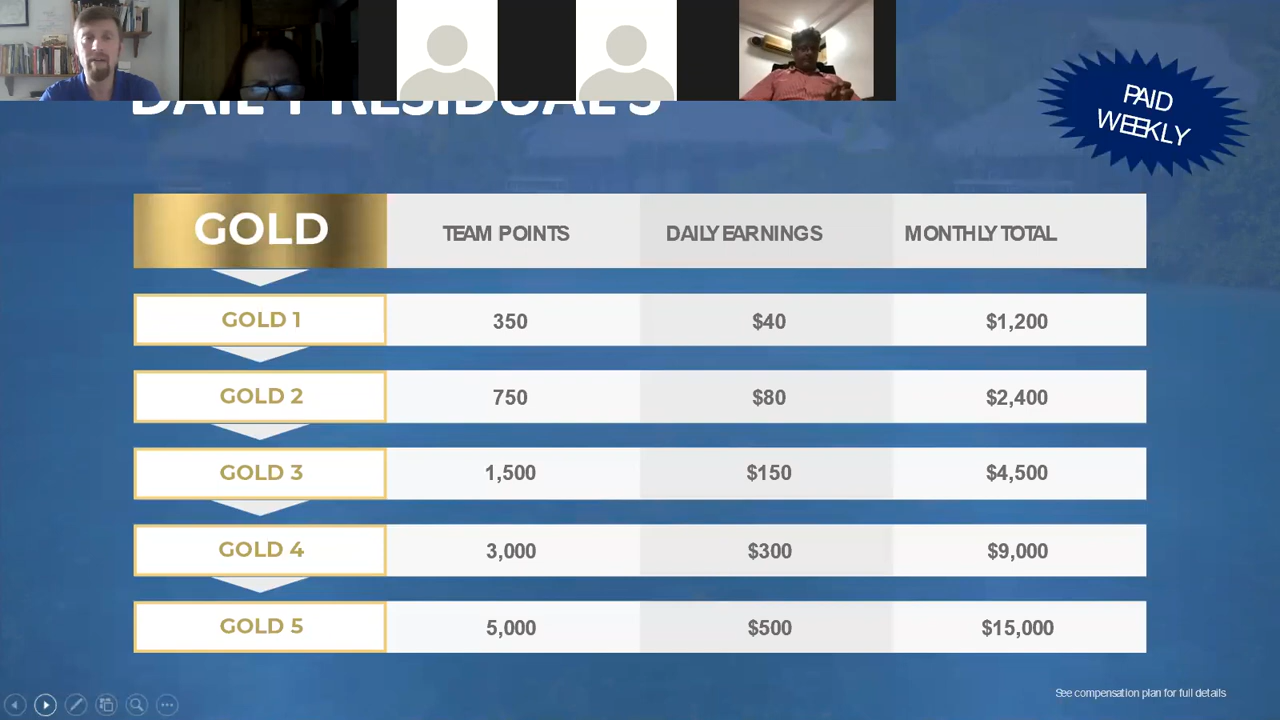 DAILY RESIDUAL'S
PAID
WEEKLY
GOLD TEAM POINTS DAILY EARNINGS MONTHLY TOTAL
GOLD 1 350 $40 $1,200
GOLD 2 750 $80 $2,400
GOLD 3 1,500 $150 $4,500
GOLD 4 3,000 $300 $9,000
GOLD 5 5,000 $500 $15,000
See compensation plan for full details